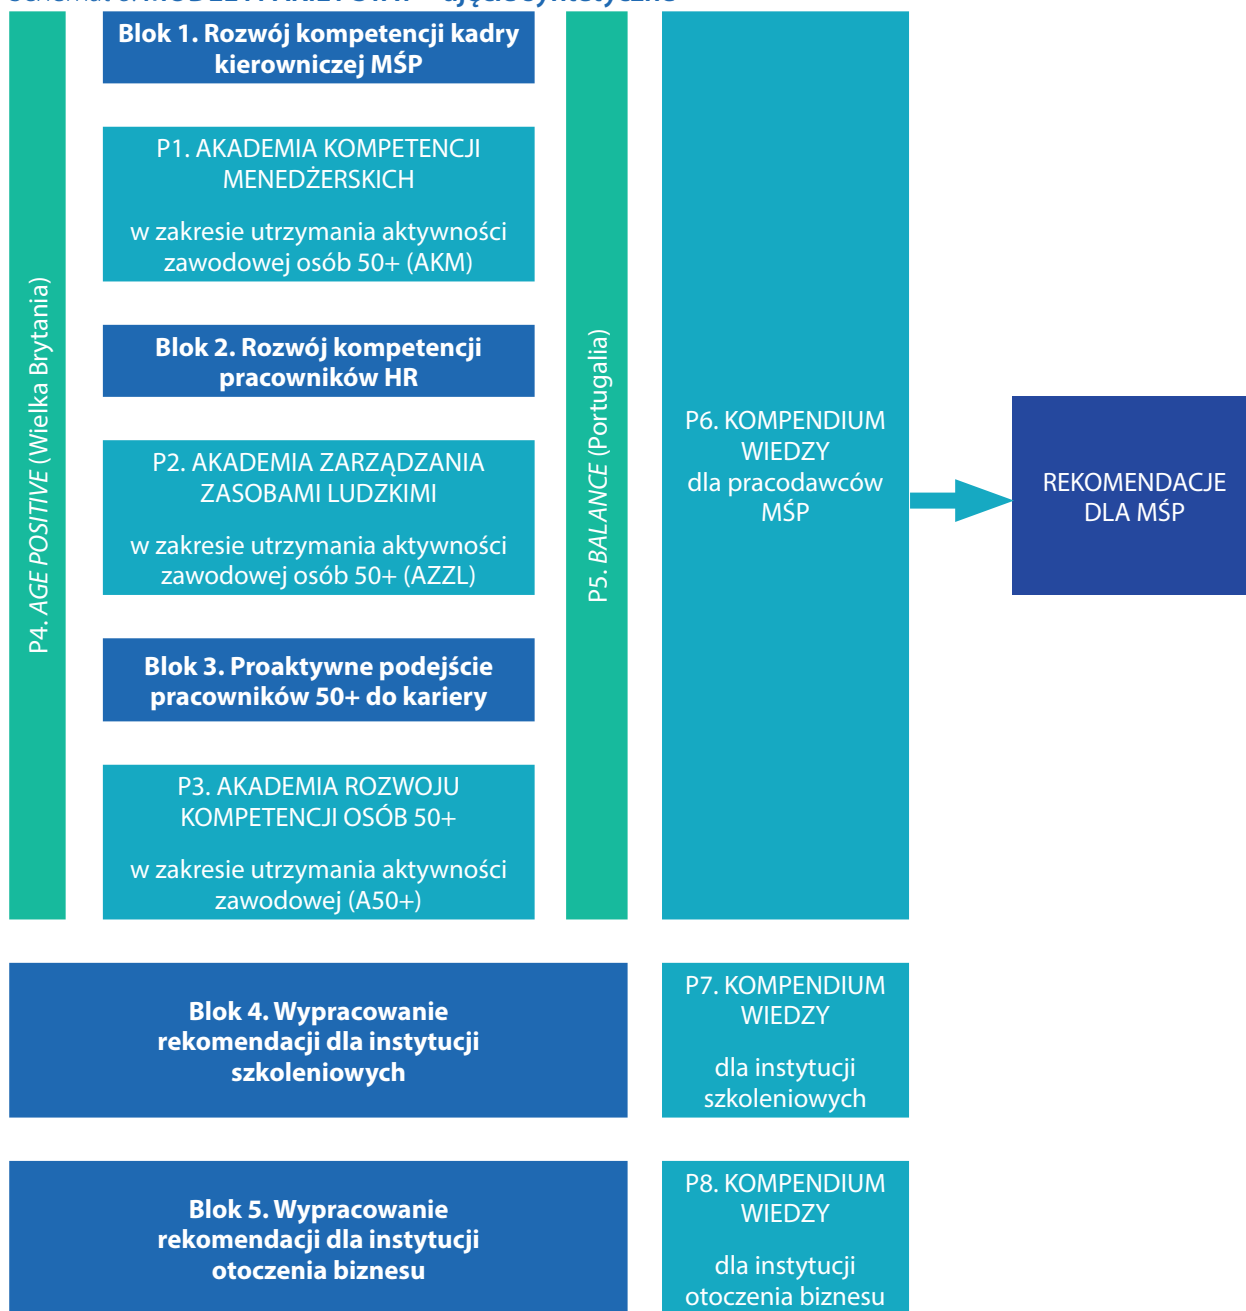 Blok 1. Rozwój kompetencji kadry
kierowniczej MŚP
P1. AKADEMIA KOMPETENCJI
MENEDŻERSKICH
w zakresie utrzymania aktywności
zawodowej osób 50+ (AKM)
Blok 2. Rozwój kompetencji
pracowników HR
P2. AKADEMIA ZARZĄDZANIA
ZASOBAMI LUDZKIMI
w zakresie utrzymania aktywności
zawodowej osób 50+ (AZZL)
Blok 3. Proaktywne podejście
pracowników 50+ do kariery
P3. AKADEMIA ROZWOJU
KOMPETENCJI OSÓB 50+
w zakresie utrzymania aktywności
zawodowej (A50+)
P4. AGE POSITIVE (Wielka Brytania)
P5. BALANCE (Portugalia)
P6. KOMPENDIUM
WIEDZY
dla pracodawców
MŚP
REKOMENDACJE
DLA MŚP
Blok 4. Wypracowanie
rekomendacji dla instytucji
szkoleniowych
P7. KOMPENDIUM
WIEDZY
dla instytucji
szkoleniowych
Blok 5. Wypracowanie
rekomendacji dla instytucji
otoczenia biznesu
P8. KOMPENDIUM
WIEDZY
dla instytucji
otoczenia biznesu